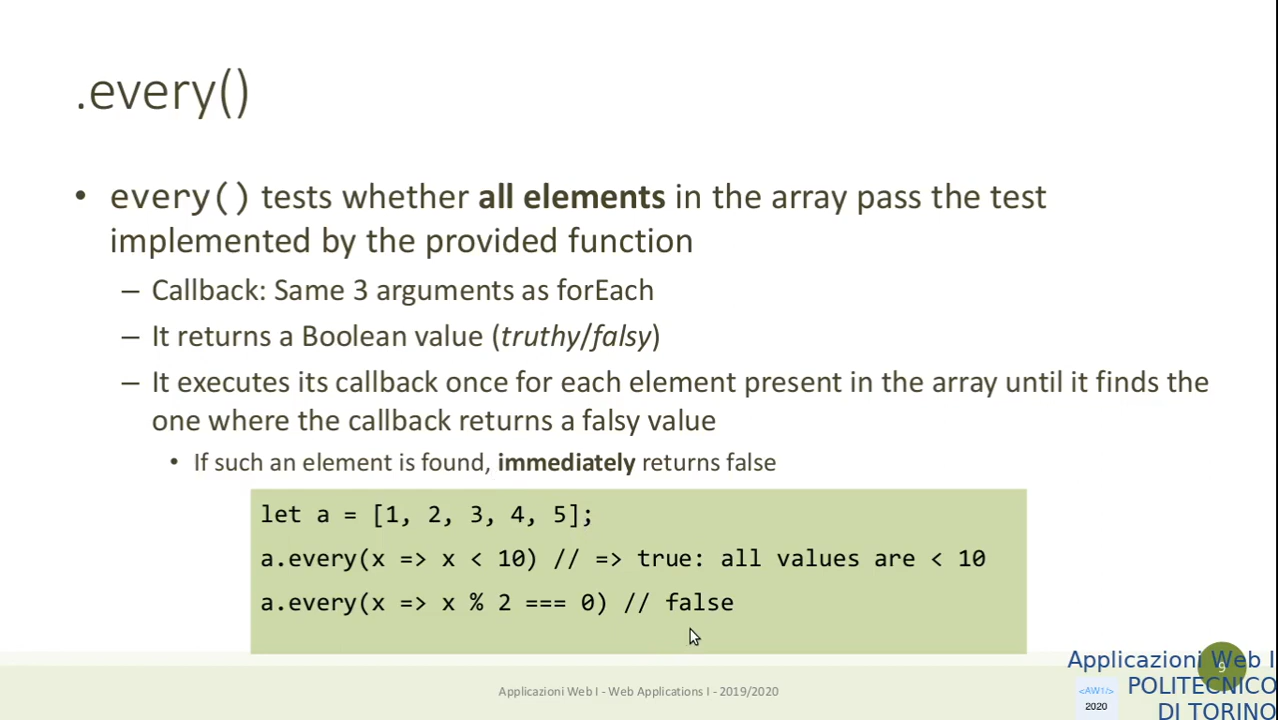 .every()
• every() tests whether all elements in the array pass the test
implemented by the provided function
– Callback: Same 3 arguments as forEach
– It returns a Boolean value (truthy/falsy)
– It executes its callback once for each element present in the array until it finds the
one where the callback returns a falsy value
• If such an element is found, immediately returns false
let a = [1, 2, 3, 4, 5];
a.every(x => x < 10) // => true: all values are < 10
a.every(x => x % 2 === 0) // false
Applicazioni Web I - Web Applications I - 2019/2020
9
Applicazioni Web I
POLITECNICO
DI TORINO
<AW1/>
2020